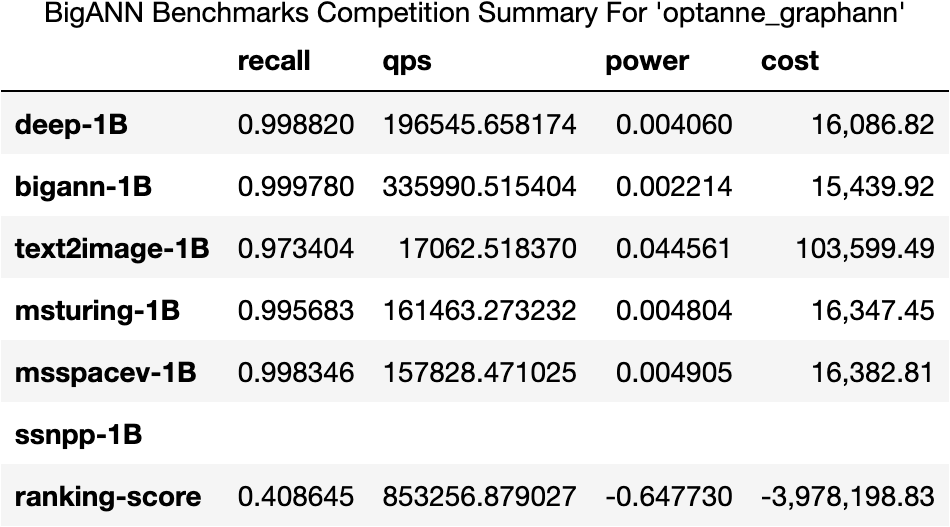 BigANN Benchmarks Competition Summary For 'optanne_graphann'
recall qps power cost
deep-1B 0.998820 196545.658174 0.004060 16,086.82
bigann-1B 0.999780 335990.515404 0.002214 15,439.92
text2image-1B 0.973404 17062.518370 0.044561 103,599.49
msturing-1B 0.995683 161463.273232 0.004804 16,347.45
msspacev-1B 0.998346 157828.471025 0.004905 16,382.81
ssnpp-1B
ranking-score 0.408645 853256.879027 -0.647730 -3,978,198.83